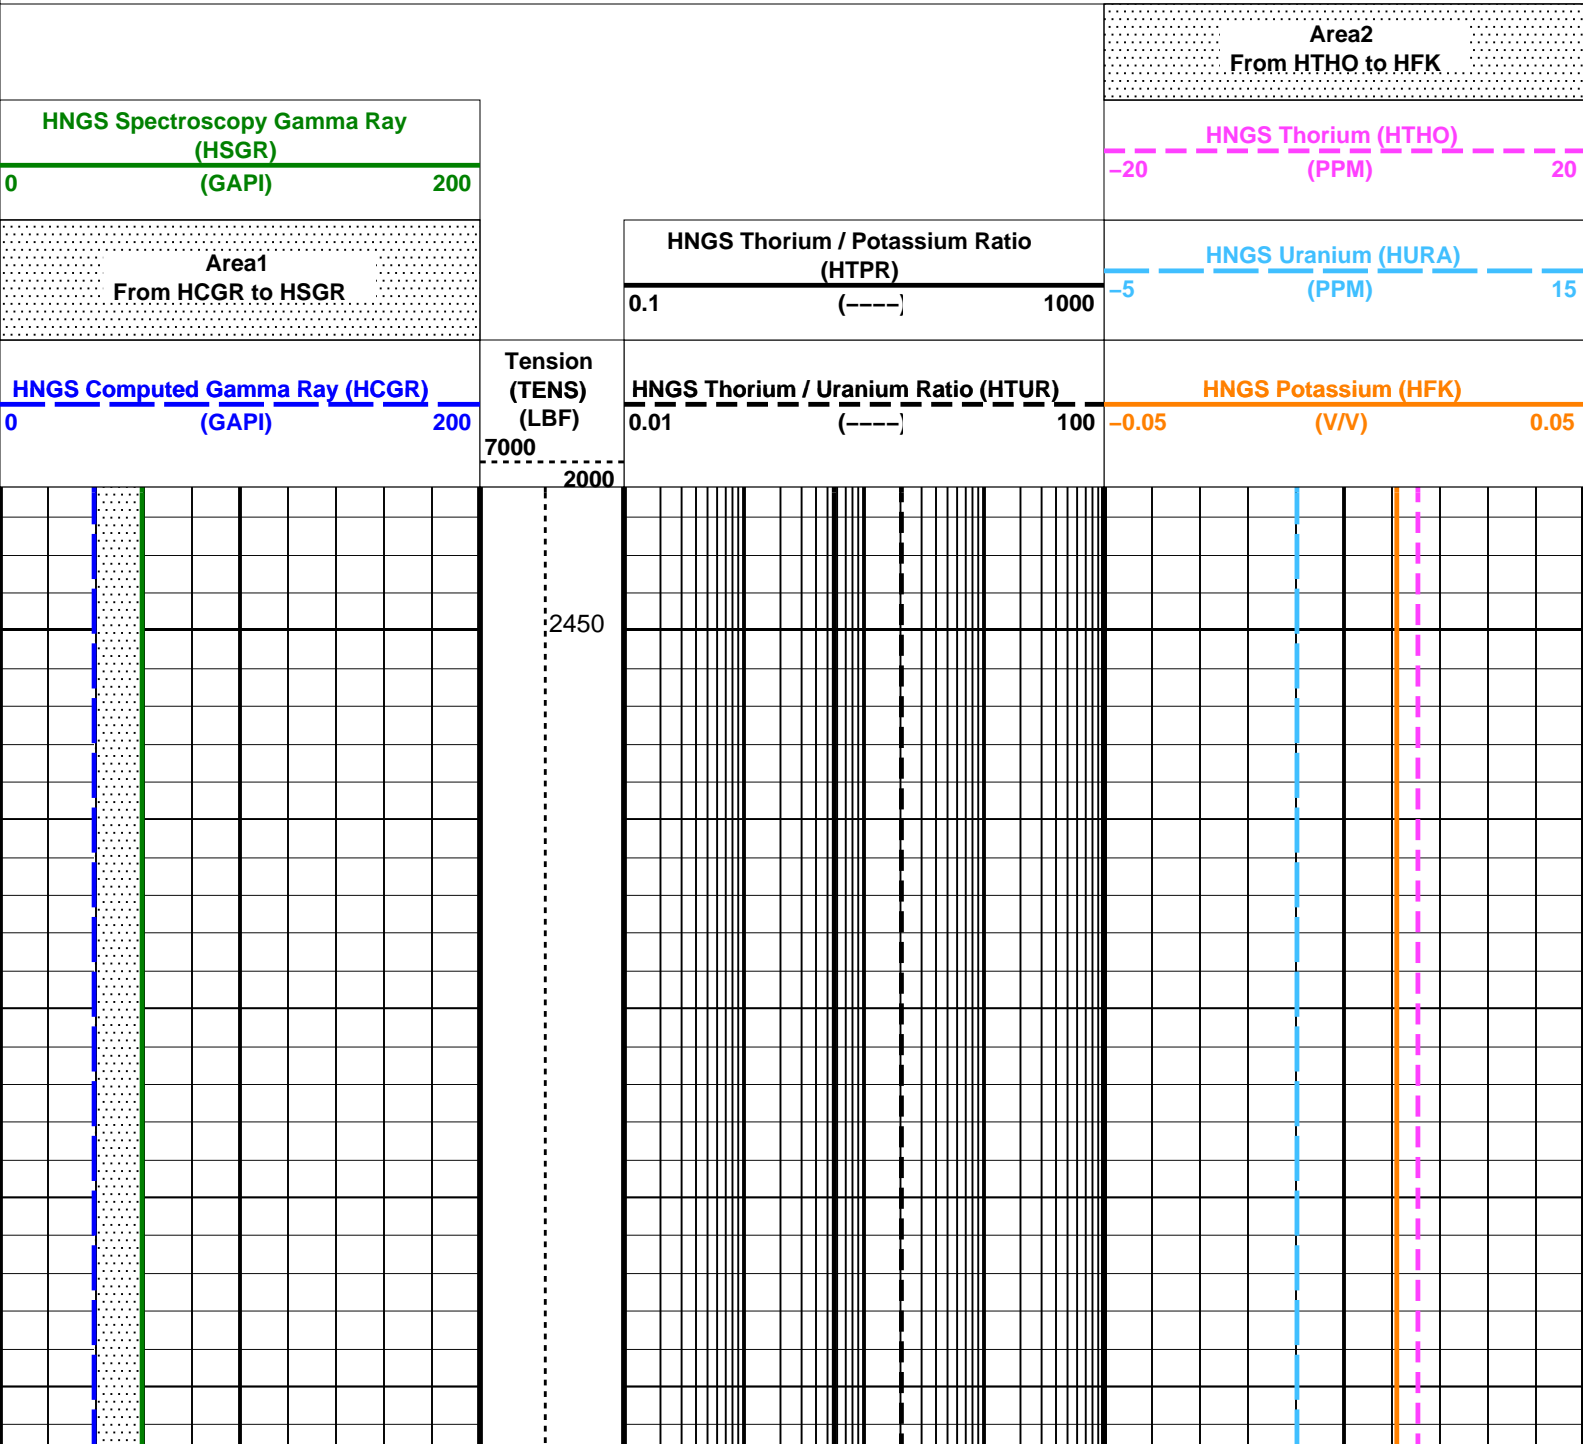 Area2
From HTHO to HFK
HNGS Spectroscopy Gamma Ray
(HSGR)
0 (GAPI) 200
HNGS Thorium (HTHO)
−20 (PPM) 20
Area1
From HCGR to HSGR
HNGS Thorium / Potassium Ratio
(HTPR)
0.1 (−−−−) 1000
HNGS Uranium (HURA)
−5 (PPM) 15
HNGS Computed Gamma Ray (HCGR)
0 (GAPI) 200
Tension
(TENS)
(LBF)
7000
2000
HNGS Thorium / Uranium Ratio (HTUR)
0.01 (−−−−) 100
HNGS Potassium (HFK)
−0.05 (V/V) 0.05
2450